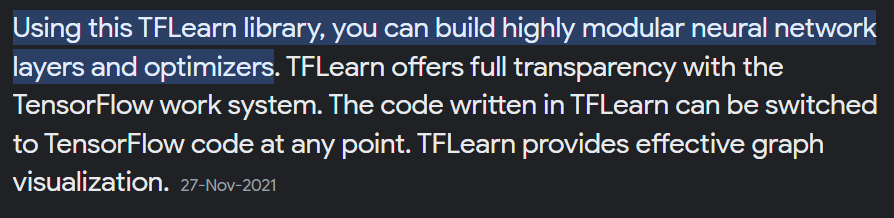 Using this TFLearn library, you can build highly modular neural network
layers and optimizers. TFLearn offers full transparency with the
TensorFlow work system. The code written in TFLearn can be switched
to TensorFlow code at any point. TFLearn provides effective graph
visualization. 27-Nov-2021